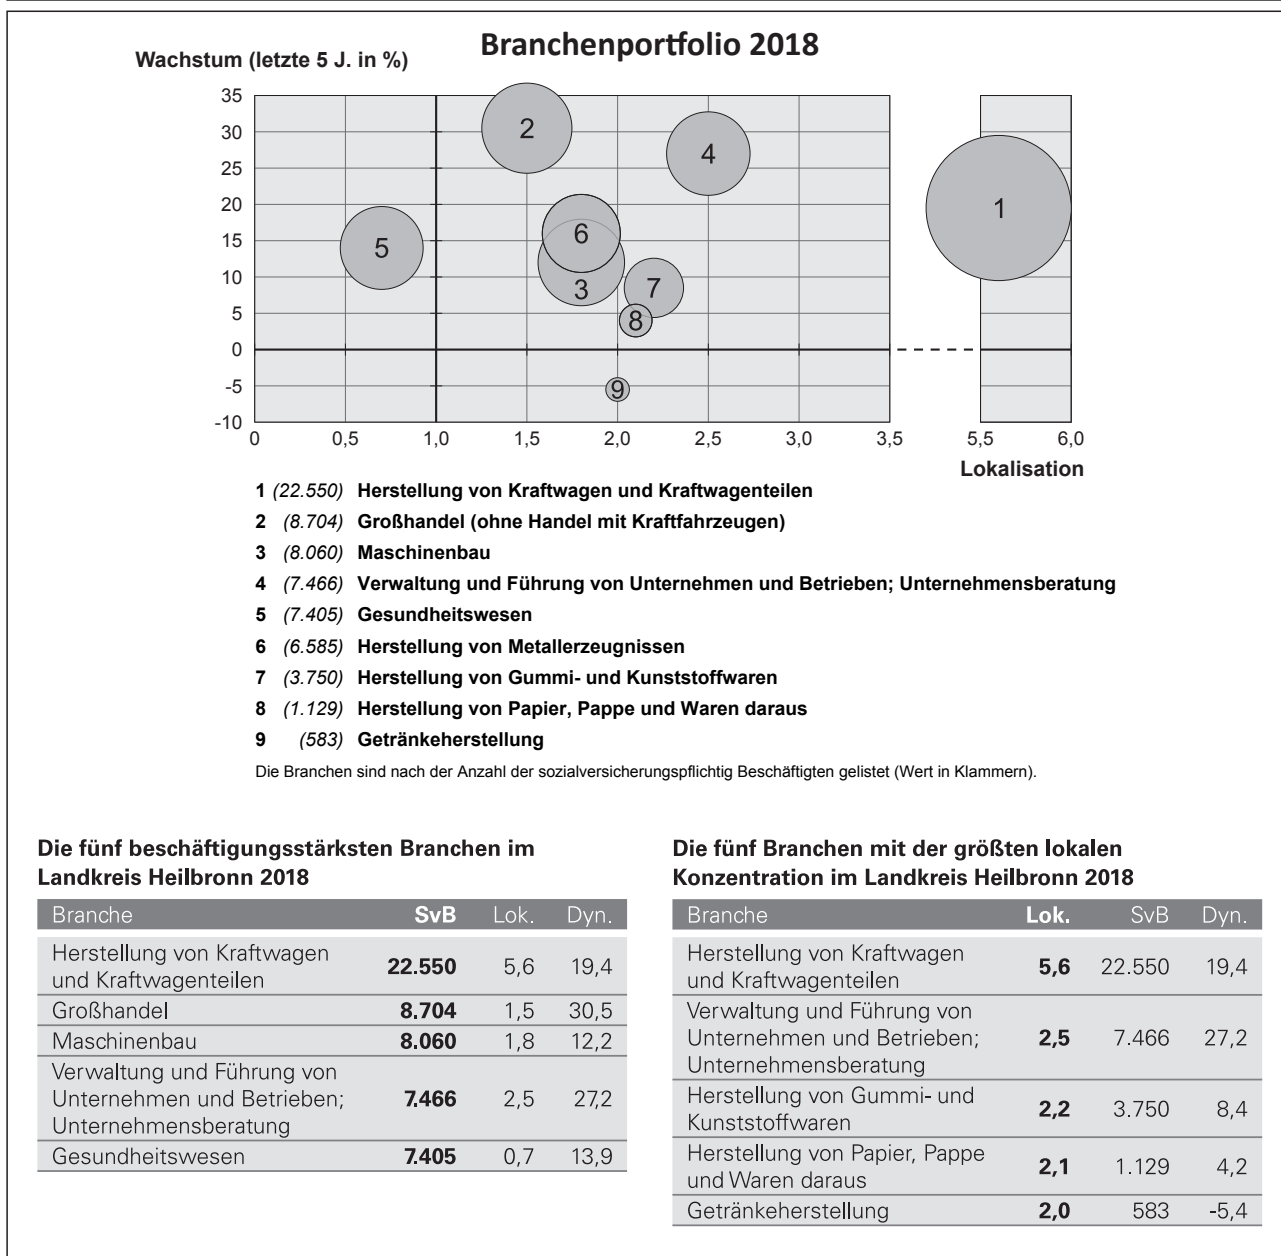 Branchenportfolio 2018
Wachstum (letzte 5 J. in %)
35
30
25
20
15
10
5
0
-5
-10
2
4
1
5
6
3
7
8
9
0 0,5 1,0 1,5 2,0 2,5 3,0 3,5 5,5 6,0
Lokalisation
1 (22.550) Herstellung von Kraftwagen und Kraftwagenteilen
2 (8.704) Großhandel (ohne Handel mit Kraftfahrzeugen)
3 (8.060) Maschinenbau
4 (7.466) Verwaltung und Führung von Unternehmen und Betrieben; Unternehmensberatung
5 (7.405) Gesundheitswesen
6 (6.585) Herstellung von Metallerzeugnissen
7 (3.750) Herstellung von Gummi- und Kunststoffwaren
8 (1.129) Herstellung von Papier, Pappe und Waren daraus
9 (583) Getränkeherstellung
Die Branchen sind nach der Anzahl der sozialversicherungspflichtig Beschäftigten gelistet (Wert in Klammern).
Die fünf beschäftigungsstärksten Branchen im
Landkreis Heilbronn 2018
Branche SvB Lok. Dyn.
Herstellung von Kraftwagen
und Kraftwagenteilen 22.550 5,6 19,4
Großhandel 8.704 1,5 30,5
Maschinenbau 8.060 1,8 12,2
Verwaltung und Führung von
Unternehmen und Betrieben; 7.466 2,5 27,2
Unternehmensberatung
Gesundheitswesen 7.405 0,7 13,9
Die fünf Branchen mit der größten lokalen
Konzentration im Landkreis Heilbronn 2018
Branche Lok. SvB Dyn.
Herstellung von Kraftwagen
und Kraftwagenteilen 5,6 22.550 19,4
Verwaltung und Führung von
Unternehmen und Betrieben; 2,5 7.466 27,2
Unternehmensberatung
Herstellung von Gummi- und
Kunststoffwaren 2,2 3.750 8,4
Herstellung von Papier, Pappe
und Waren daraus 2,1 1.129 4,2
Getränkeherstellung 2,0 583 -5,4